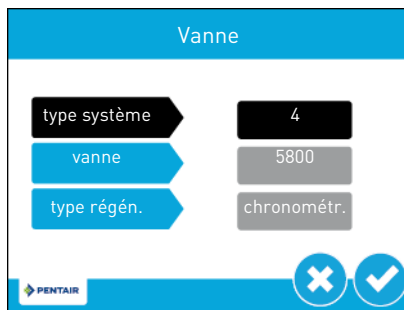 Vanne
type système 4
vanne 5800
type régén. chronométr.
PENTAIR